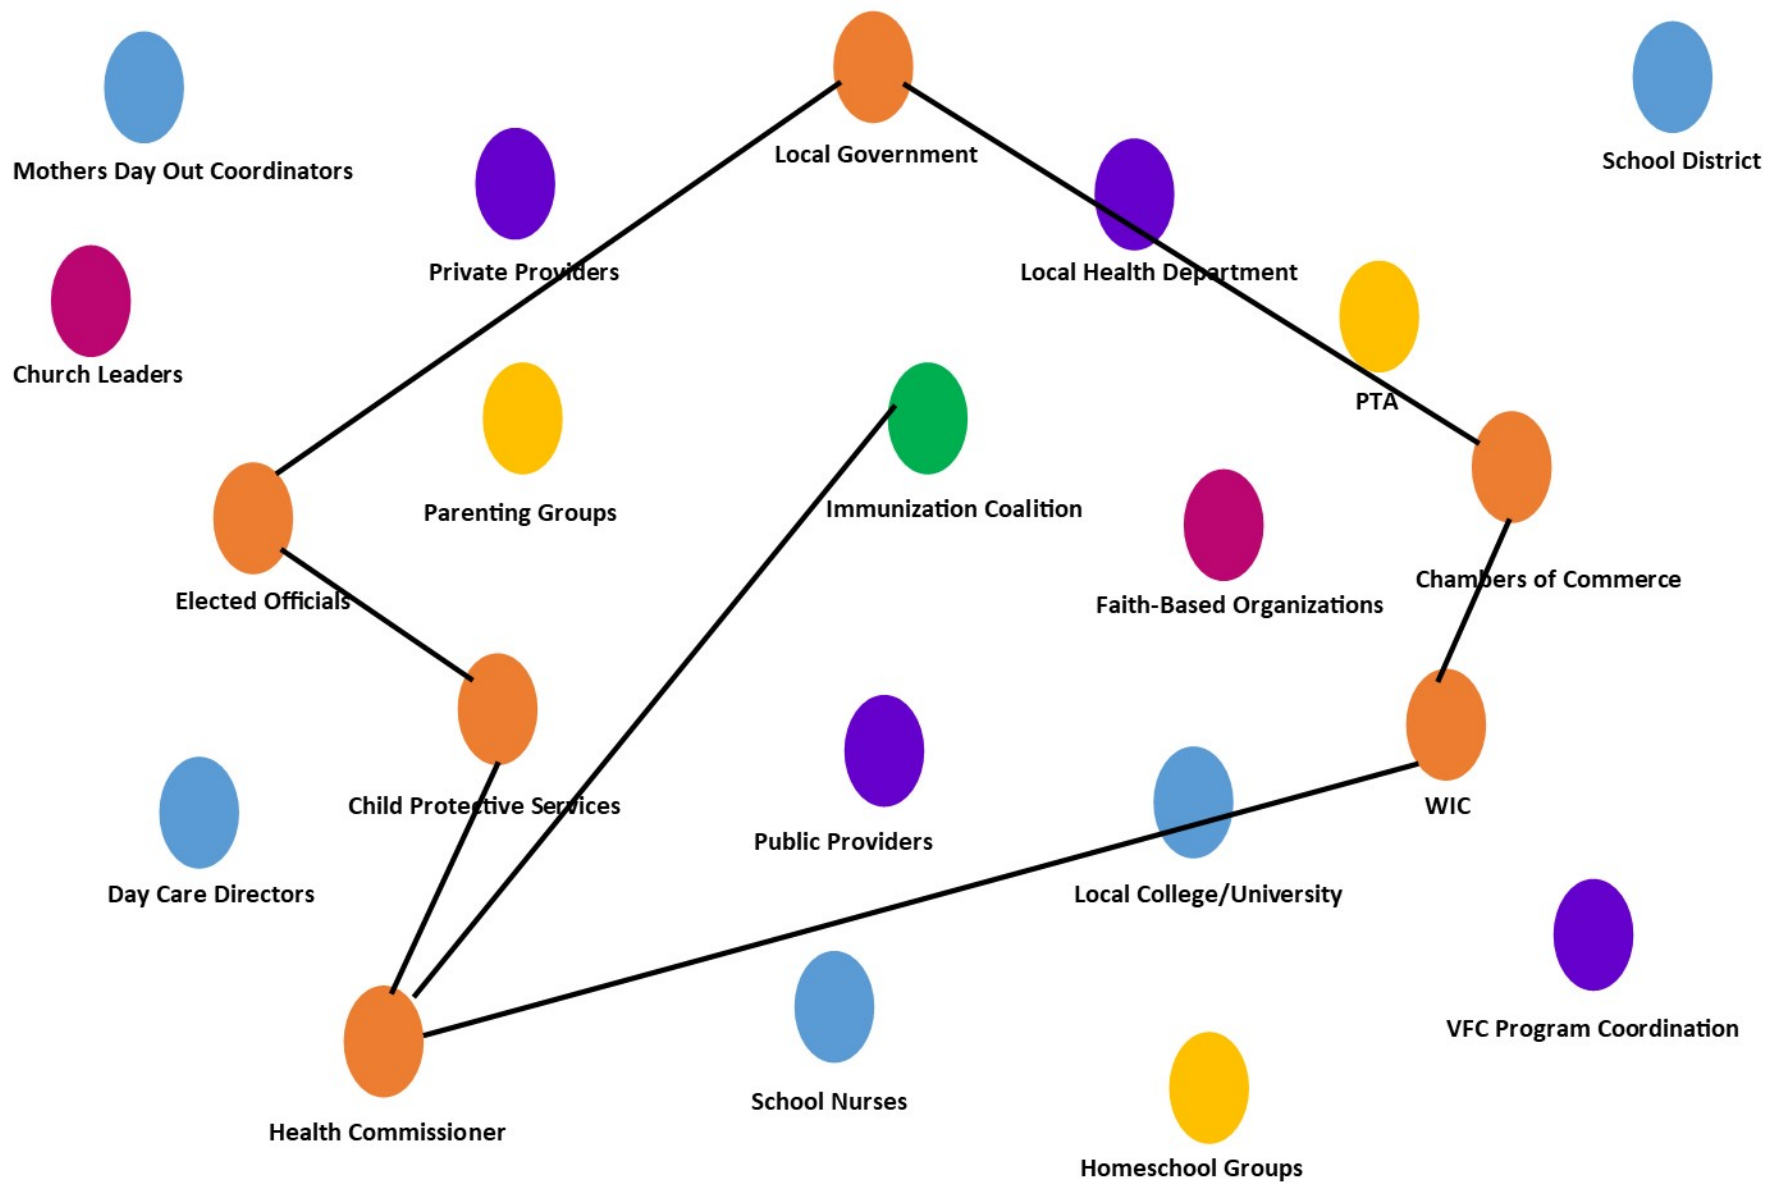 Local Government
School District
Mothers Day Out Coordinators
Private Providers
Local Health Department
Church Leaders
PTA
Parenting Groups
Immunization Coalition
Chambers of Commerce
Elected Officials
Faith-Based Organizations
Child Protective Services
WIC
Public Providers
Day Care Directors
Local College/University
VFC Program Coordination
School Nurses
Health Commissioner
Homeschool Groups